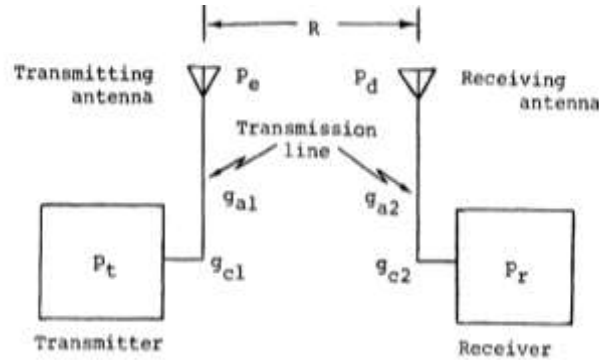 R
Transmitting
antenna
Pe
Pd
Receiving
antenna
Transmission
line
ga1
ga2
gc1
gc2
Pt
Pr
Transmitter
Receiver